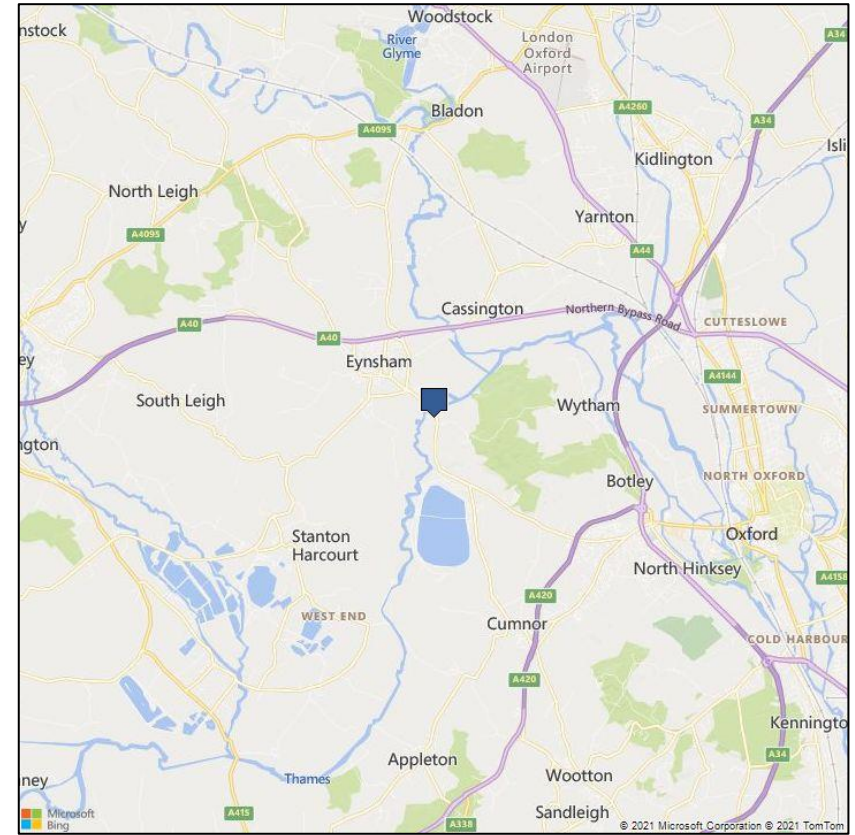 Woodstock
nstock
River
Glyme
London
Oxford
Airport
A34
Bladon
A4260
A34
A4095
Kidlington
Isli
North Leigh
Yarnton
y
A4095
A44
Cassington
Northern Bypass Road
A40
A40
CUTTESLOWE
ey
Eynsham
A4144
South Leigh
Wytham
SUMMERTOWN
ngton
NORTH OXFORD
Botley
Stanton
Harcourt
Oxford
North Hinksey
A4158
A420
WEST END
Cumnor
COLD HARBOUR
A420
Kenningto
Appleton
A34
ney
Thames
Wootton
Microsoft
Bing
A415
A338
Sandleigh
© 2021 Microsoft Corporation © 2021 TomTom